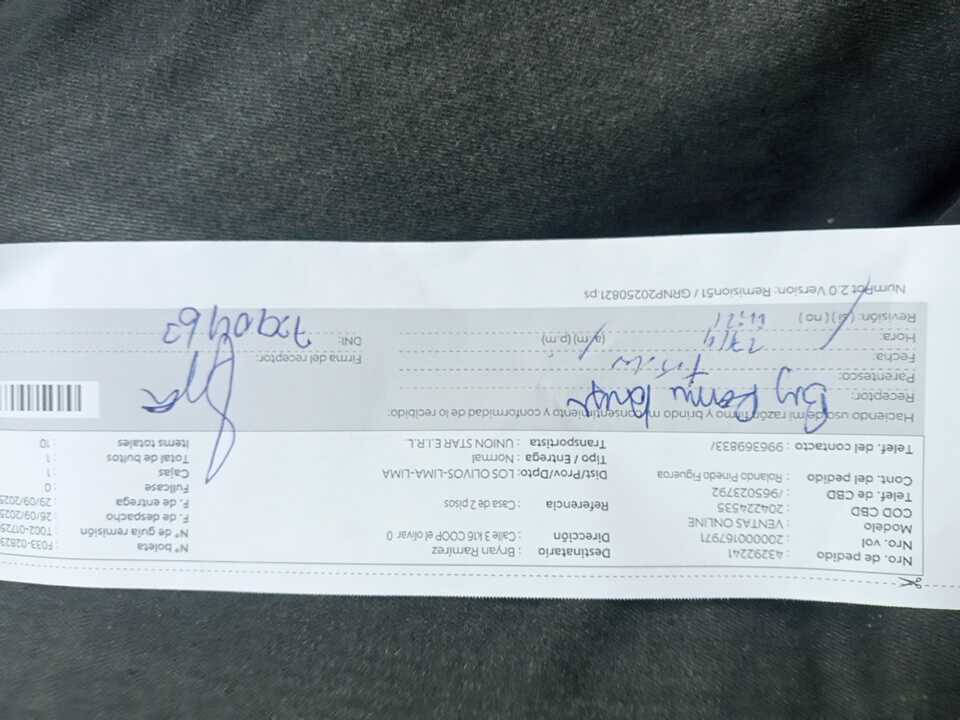 Nro. de pedido : 432922241
Nro. vol : 200000167971
Modelo : VENTAS ONLINE
COD CBD : 204224535
Telef. de CBD : /965023792
Cont. del pedido : Rolando Pinedo Figueroa
Telef. del contacto : 996369833/
Destinatario : Bryan Ramirez
Dirección : Calle 3 k16 COOP el olivar 0
Referencia : Casa de 2 pisos
Dist/Prov/Dpto: LOS OLIVOS-LIMA-LIMA
Tipo / Entrega : Normal
Transportista : UNION STAR E.I.R.L.
N° boleta : F033-02823
N° de guía remisión : T002-01729
F. de despacho : 26/09/2025
F. de entrega : 29/09/2025
Fullcase : 0
Cajas : 1
Total de bultos : 1
Items totales : 10
Haciendo uso de mi razón firmo y brindo mi consentimiento y conformidad de lo recibido:
Receptor:
Parentesco:
Fecha:
Hora: (a.m) (p.m)
Revisión: ( si ) ( no )
Firma del receptor:
DNI:
NumRot 2.0 Version: Remision51 / GRNP20250821.ps